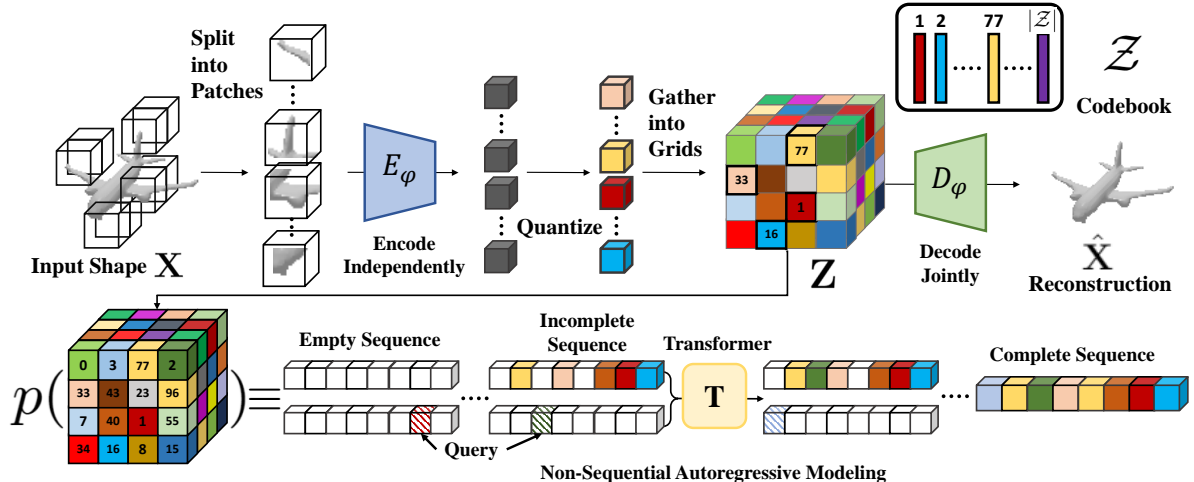 Split
into
Patches
Input Shape X
E_φ
Encode
Independently
Quantize
Gather
into
Grids
77
33
1
16
Z
1 2 77 |𝒵|
𝒵
Codebook
D_φ
Decode
Jointly
X̂
Reconstruction
p( ) =
0 3 77 2
33 43 23 96
7 40 1 55
34 16 8 15
Empty Sequence
Incomplete
Sequence
Transformer
T
Complete Sequence
Query
Non-Sequential Autoregressive Modeling